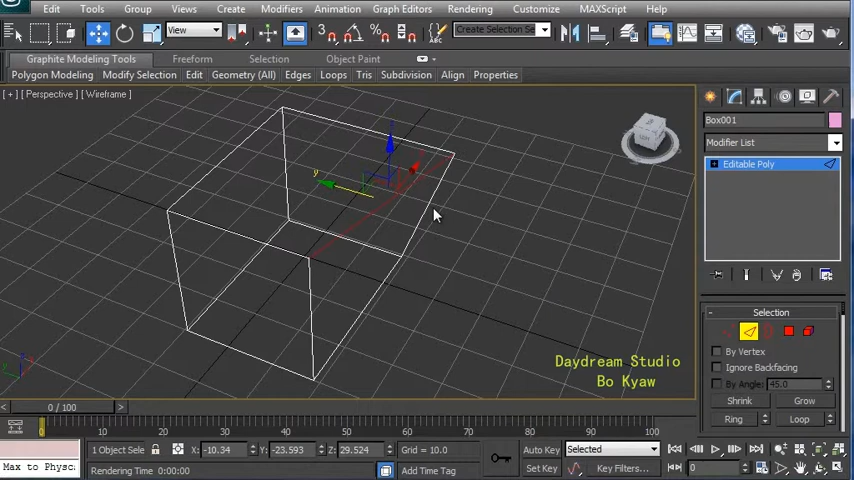 Edit Tools Group Views Create Modifiers Animation Graph Editors Rendering Customize MAXScript Help
View
Create Selection Se
Graphite Modeling Tools Freeform Selection Object Paint
Polygon Modeling Modify Selection Edit Geometry (All) Edges Loops Tris Subdivision Align Properties
[ + ] [ Perspective ] [ Wireframe ]
Box001
Modifier List
Editable Poly
y
- Selection
By Vertex
Ignore Backfacing
By Angle: 45.0
Shrink Grow
Ring Loop
Daydream Studio
Bo Kyaw
< 0 / 100 >
0 10 20 30 40 50 60 70 80 90 100
1 Object Sele X: -10.34 Y: -23.593 Z: 29.524 Grid = 10.0 Auto Key Selected
Max to Physca Rendering Time 0:00:00 Add Time Tag Set Key Key Filters... 0